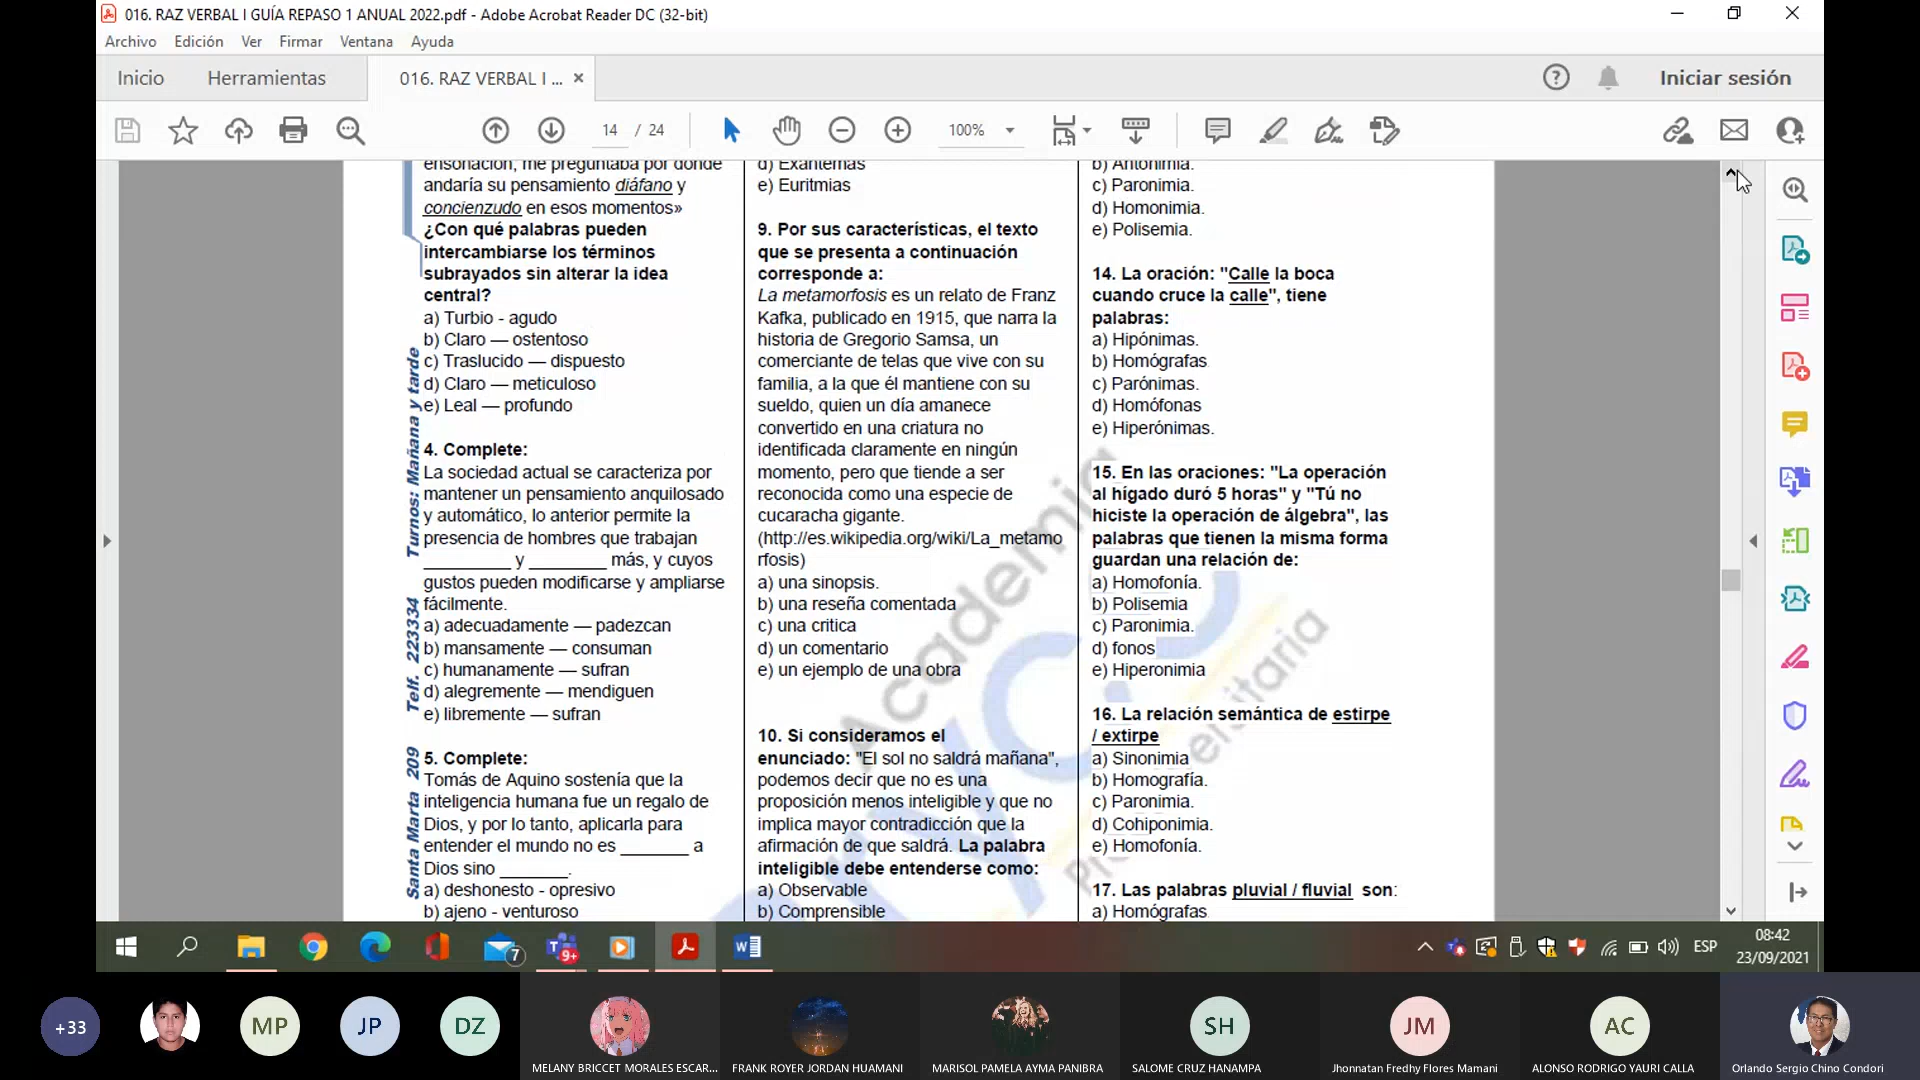 016. RAZ VERBAL I GUÍA REPASO 1 ANUAL 2022.pdf - Adobe Acrobat Reader DC (32-bit)
Archivo Edición Ver Firmar Ventana Ayuda
Inicio Herramientas 016. RAZ VERBAL I ... × Iniciar sesión
14 / 24 100%
ensoñación, me preguntaba por dónde
andaría su pensamiento diáfano y
concienzudo en esos momentos»
¿Con qué palabras pueden
intercambiarse los términos
subrayados sin alterar la idea
central?
a) Turbio - agudo
b) Claro — ostentoso
c) Traslucido — dispuesto
d) Claro — meticuloso
e) Leal — profundo
4. Complete:
La sociedad actual se caracteriza por
mantener un pensamiento anquilosado
y automático, lo anterior permite la
presencia de hombres que trabajan
_________ y ________ más, y cuyos
gustos pueden modificarse y ampliarse
fácilmente.
a) adecuadamente — padezcan
b) mansamente — consuman
c) humanamente — sufran
d) alegremente — mendiguen
e) libremente — sufran
5. Complete:
Tomás de Aquino sostenía que la
inteligencia humana fue un regalo de
Dios, y por lo tanto, aplicarla para
entender el mundo no es _______ a
Dios sino _______.
a) deshonesto - opresivo
b) ajeno - venturoso
Turnos: Mañana y tarde
Telf. 223334
Santa Marta 209
d) Exantemas
e) Euritmias
9. Por sus características, el texto
que se presenta a continuación
corresponde a:
La metamorfosis es un relato de Franz
Kafka, publicado en 1915, que narra la
historia de Gregorio Samsa, un
comerciante de telas que vive con su
familia, a la que él mantiene con su
sueldo, quien un día amanece
convertido en una criatura no
identificada claramente en ningún
momento, pero que tiende a ser
reconocida como una especie de
cucaracha gigante.
(http://es.wikipedia.org/wiki/La_metamo
rfosis)
a) una sinopsis.
b) una reseña comentada
c) una critica
d) un comentario
e) un ejemplo de una obra
10. Si consideramos el
enunciado: "El sol no saldrá mañana",
podemos decir que no es una
proposición menos inteligible y que no
implica mayor contradicción que la
afirmación de que saldrá. La palabra
inteligible debe entenderse como:
a) Observable
b) Comprensible
b) Antonimia.
c) Paronimia.
d) Homonimia.
e) Polisemia.
14. La oración: "Calle la boca
cuando cruce la calle", tiene
palabras:
a) Hipónimas.
b) Homógrafas
c) Parónimas.
d) Homófonas
e) Hiperónimas.
15. En las oraciones: "La operación
al hígado duró 5 horas" y "Tú no
hiciste la operación de álgebra", las
palabras que tienen la misma forma
guardan una relación de:
a) Homofonía.
b) Polisemia
c) Paronimia.
d) fonos
e) Hiperonimia
16. La relación semántica de estirpe
/ extirpe
a) Sinonimia
b) Homografía.
c) Paronimia.
d) Cohiponimia.
e) Homofonía.
17. Las palabras pluvial / fluvial son:
a) Homógrafas
Academia
7 9+ ESP 08:42
23/09/2021
+33 MP JP DZ SH JM AC
MELANY BRICCET MORALES ESCAR... FRANK ROYER JORDAN HUAMANI MARISOL PAMELA AYMA PANIBRA SALOME CRUZ HANAMPA Jhonnatan Fredhy Flores Mamani ALONSO RODRIGO YAURI CALLA Orlando Sergio Chino Condori